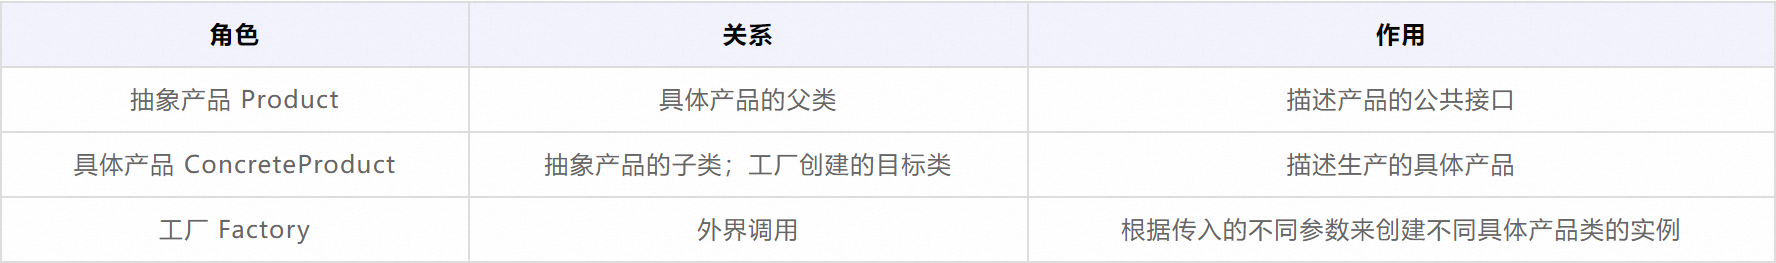 角色 关系 作用
抽象产品 Product 具体产品的父类 描述产品的公共接口
具体产品 ConcreteProduct 抽象产品的子类；工厂创建的目标类 描述生产的具体产品
工厂 Factory 外界调用 根据传入的不同参数来创建不同具体产品类的实例